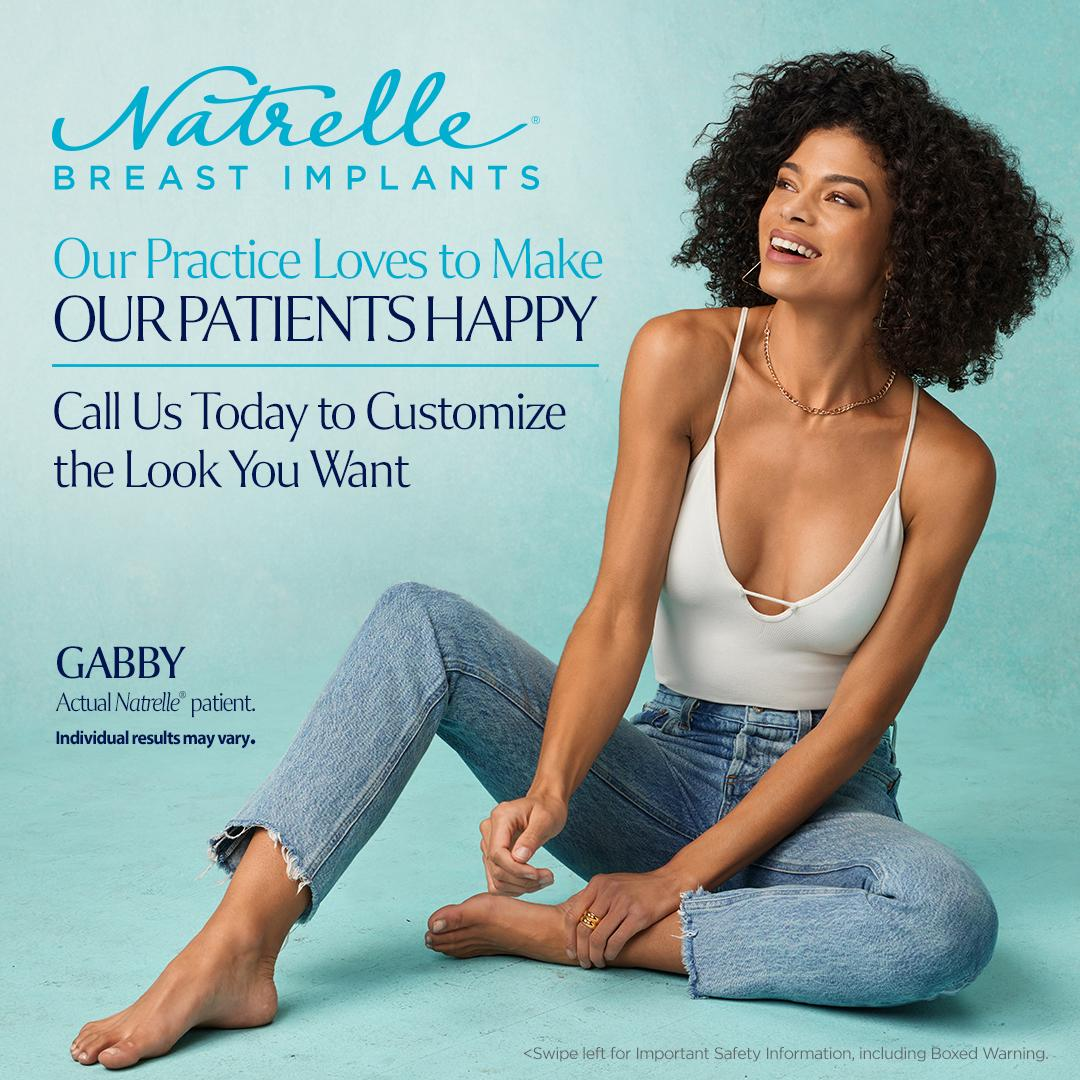 Natrelle®
BREAST IMPLANTS
Our Practice Loves to Make
OUR PATIENTS HAPPY
Call Us Today to Customize
the Look You Want
GABBY
Actual Natrelle® patient.
Individual results may vary.
<Swipe left for Important Safety Information, including Boxed Warning.